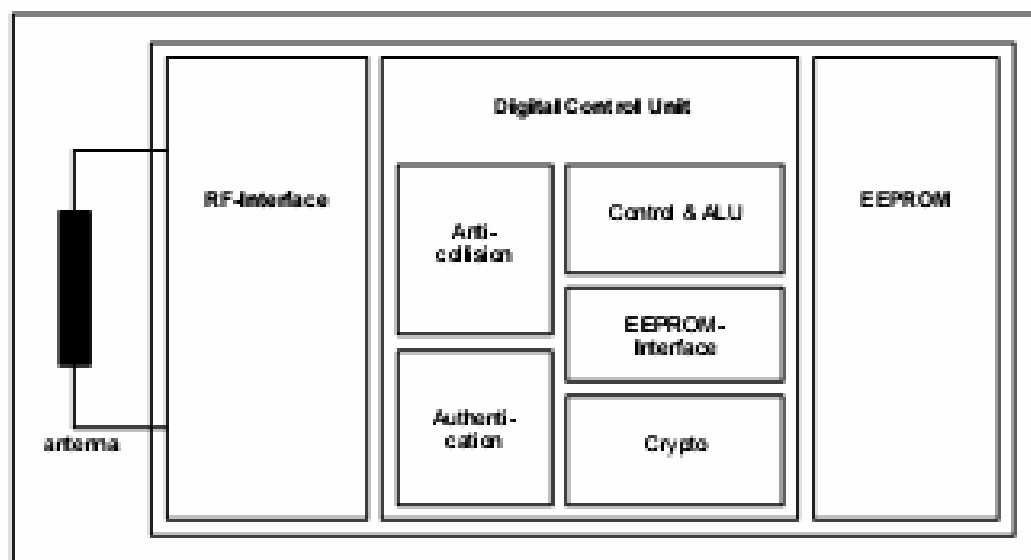 Digital Control Unit
RF-Interface
EEPROM
Anti-
collision
Control & ALU
EEPROM-
Interface
Authenti-
cation
Crypto
antenna